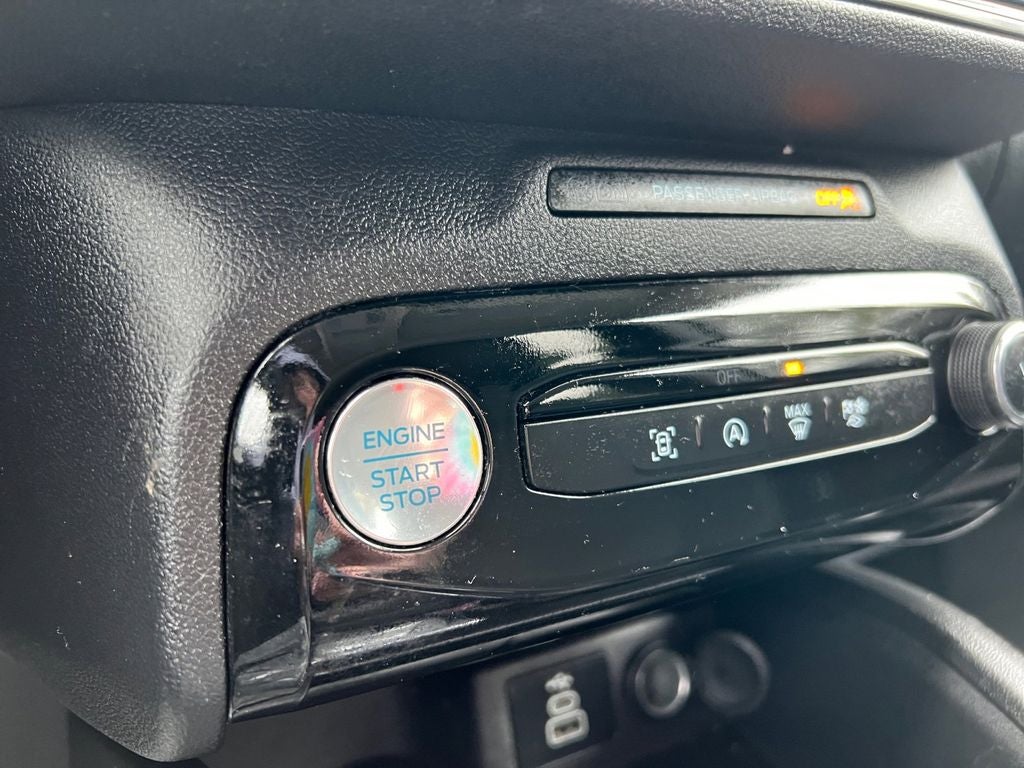 PASSENGER AIRBAG OFF
OFF
A
MAX
ENGINE
START
STOP